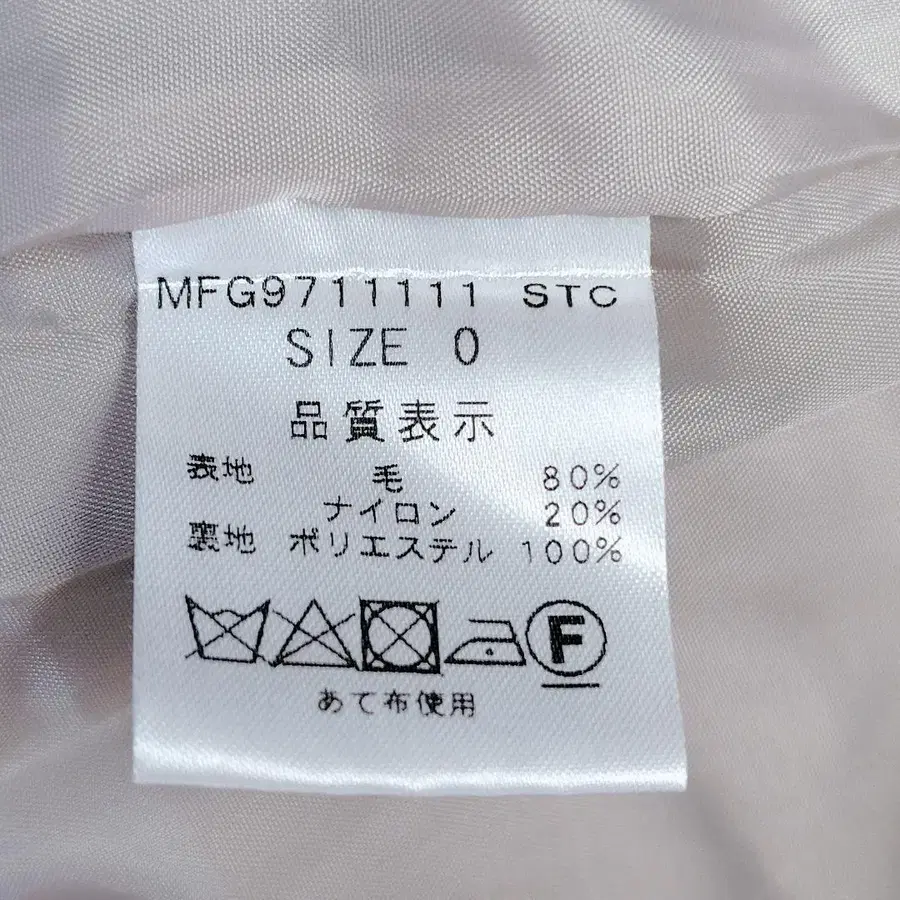 MFG9711111 STC
SIZE 0
品質表示
表地 毛 80%
ナイロン 20%
裏地 ポリエステル 100%
F
あて布使用